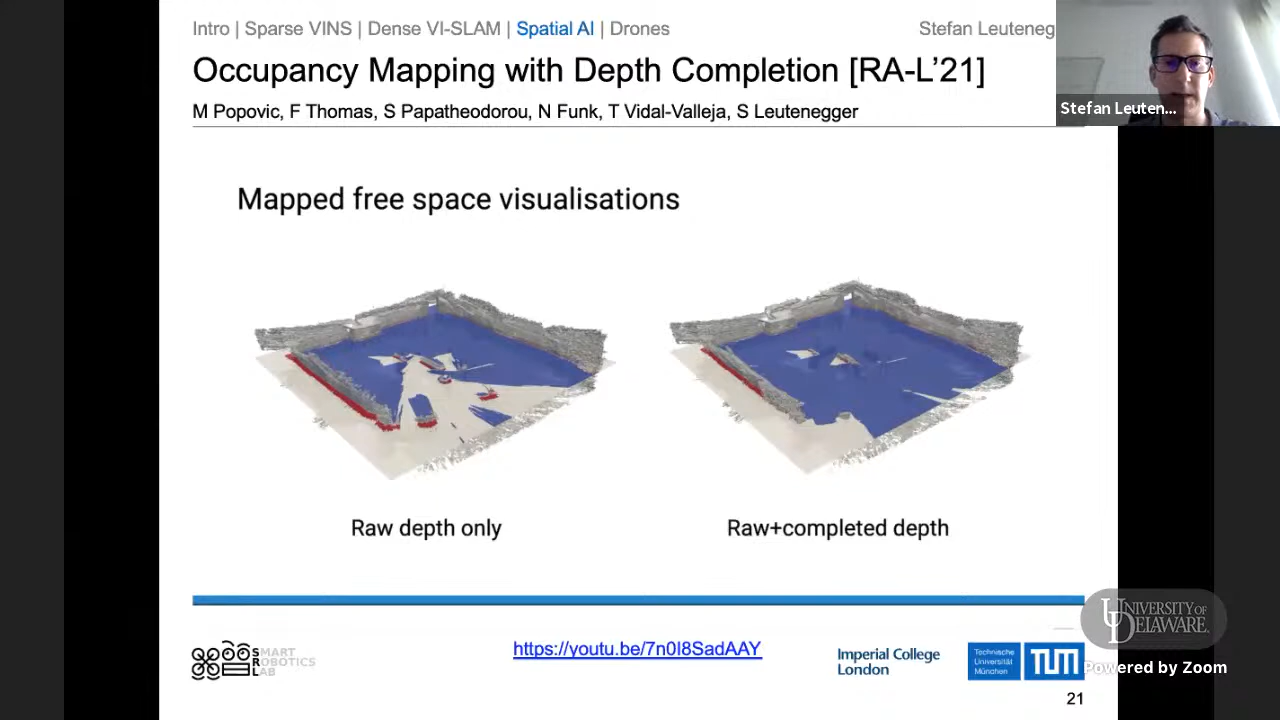 Intro | Sparse VINS | Dense VI-SLAM | Spatial AI | Drones
Stefan Leuteneg
Occupancy Mapping with Depth Completion [RA-L'21]
M Popovic, F Thomas, S Papatheodorou, N Funk, T Vidal-Valleja, S Leutenegger
Stefan Leuten...
Mapped free space visualisations
Raw depth only
Raw+completed depth
SMART
ROBOTICS
LAB
https://youtu.be/7n0I8SadAAY
Imperial College
London
Technische
Universität
München
TUM
UNIVERSITY OF
DELAWARE.
Powered by Zoom
21